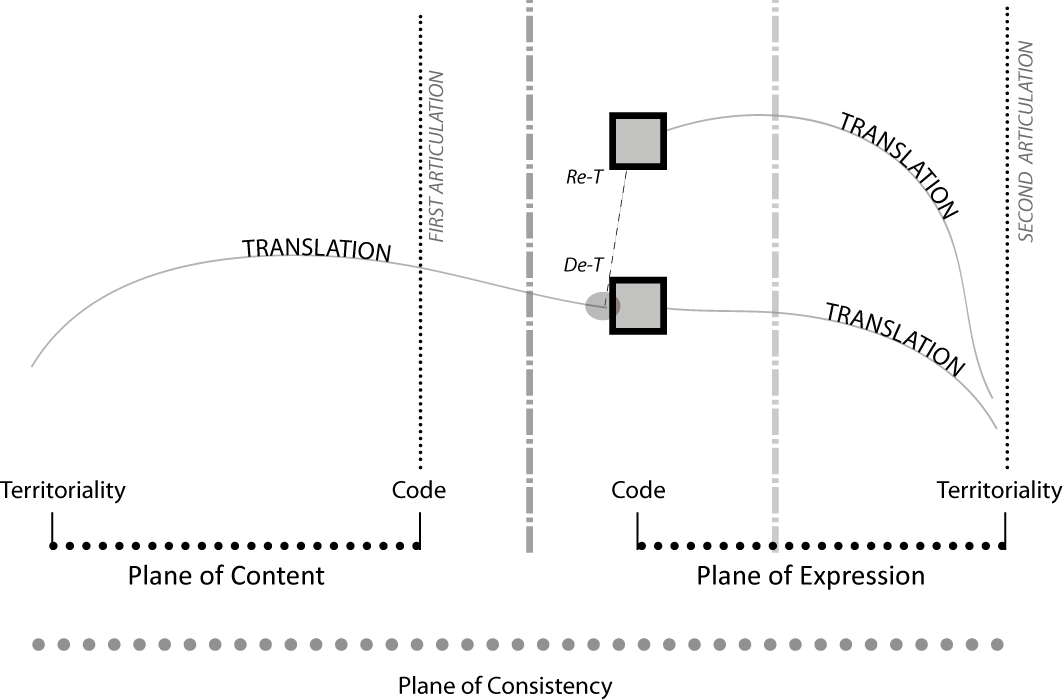 FIRST ARTICULATION
SECOND ARTICULATION
TRANSLATION
Re-T
TRANSLATION
De-T
TRANSLATION
Territoriality
Code
Code
Territoriality
Plane of Content
Plane of Expression
Plane of Consistency